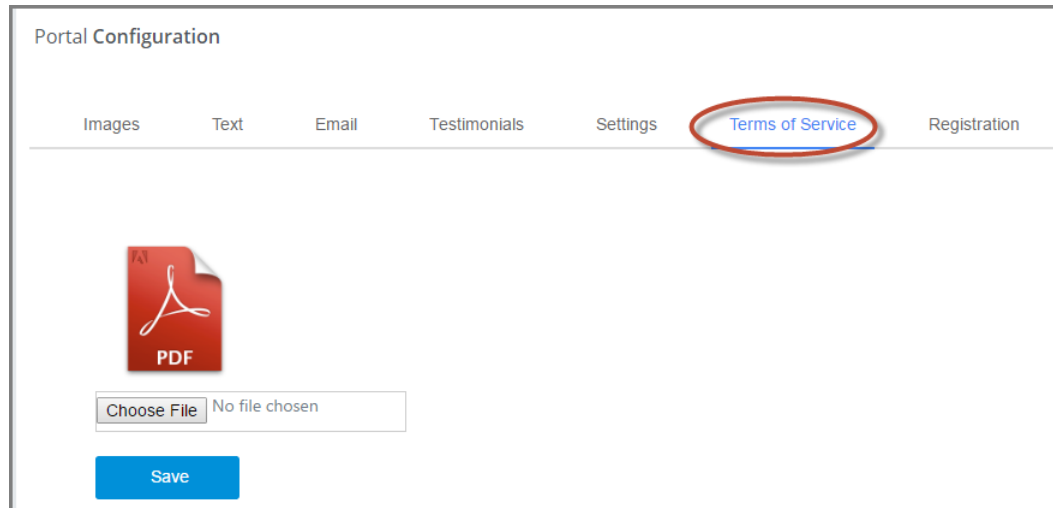 Portal Configuration
Images Text Email Testimonials Settings Terms of Service Registration
PDF
Choose File No file chosen
Save